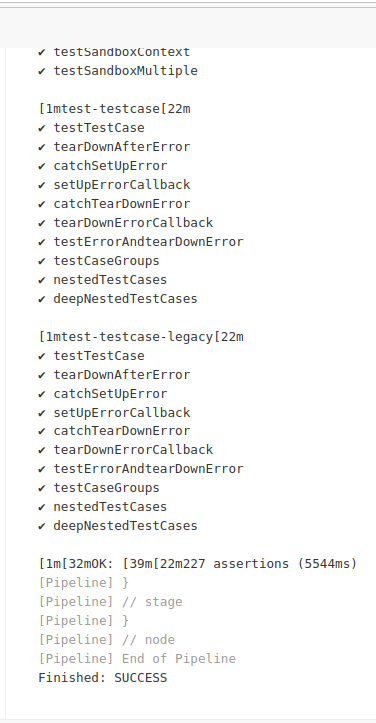 ✔ testSandboxContext
✔ testSandboxMultiple
[1mtest-testcase[22m
✔ testTestCase
✔ tearDownAfterError
✔ catchSetUpError
✔ setUpErrorCallback
✔ catchTearDownError
✔ tearDownErrorCallback
✔ testErrorAndtearDownError
✔ testCaseGroups
✔ nestedTestCases
✔ deepNestedTestCases
[1mtest-testcase-legacy[22m
✔ testTestCase
✔ tearDownAfterError
✔ catchSetUpError
✔ setUpErrorCallback
✔ catchTearDownError
✔ tearDownErrorCallback
✔ testErrorAndtearDownError
✔ testCaseGroups
✔ nestedTestCases
✔ deepNestedTestCases
[1m[32mOK: [39m[22m227 assertions (5544ms)
[Pipeline] }
[Pipeline] // stage
[Pipeline] }
[Pipeline] // node
[Pipeline] End of Pipeline
Finished: SUCCESS